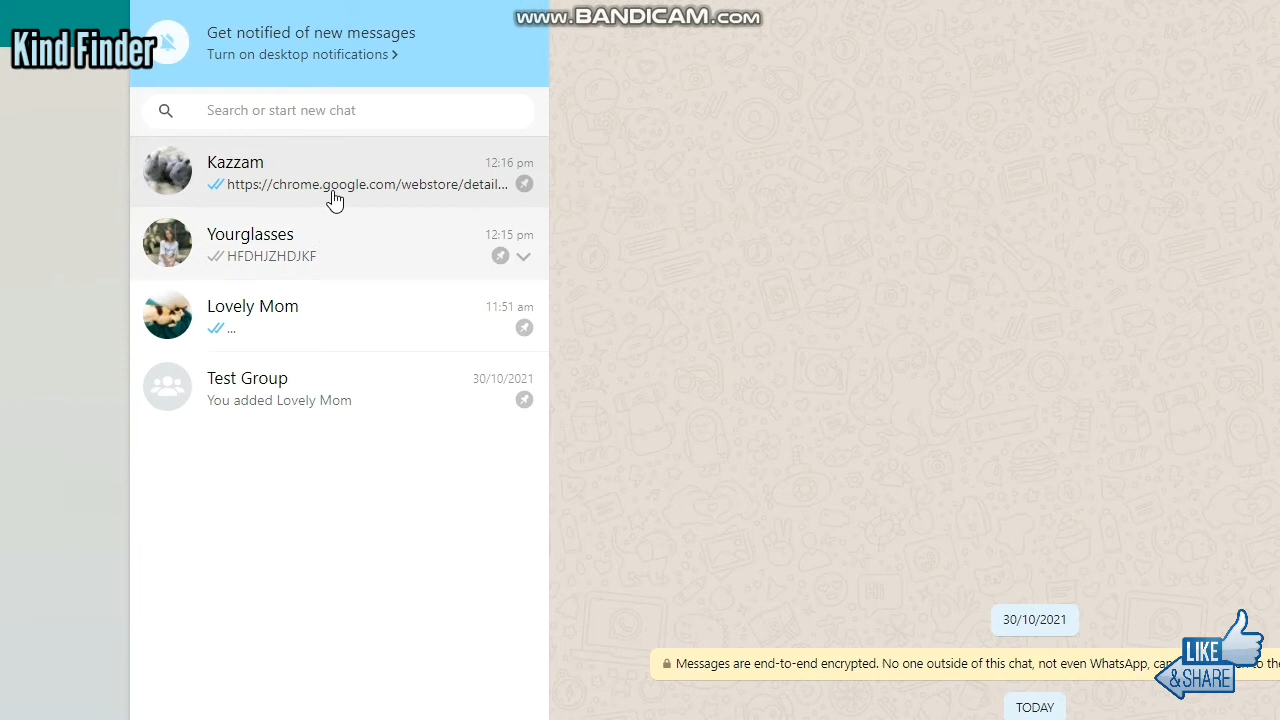 www.BANDICAM.com
Kind Finder
Get notified of new messages
Turn on desktop notifications >
Search or start new chat
Kazzam
12:16 pm
https://chrome.google.com/webstore/detail...
Yourglasses
12:15 pm
HFDHJZHDJKF
Lovely Mom
11:51 am
...
Test Group
30/10/2021
You added Lovely Mom
30/10/2021
Messages are end-to-end encrypted. No one outside of this chat, not even WhatsApp, can
to the
TODAY
LIKE
&SHARE